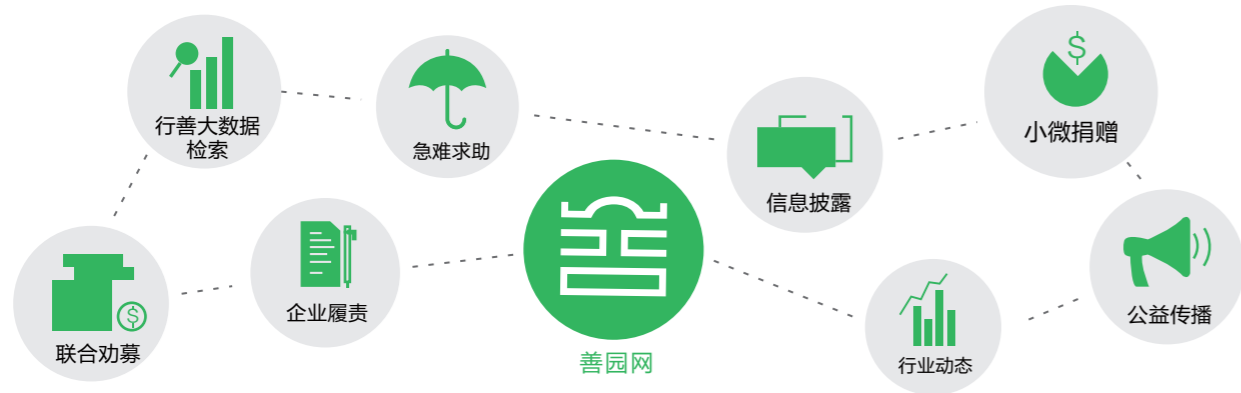 行善大数据
检索
急难求助
信息披露
$
小微捐赠
联合劝募
$
企业履责
善园网
行业动态
公益传播